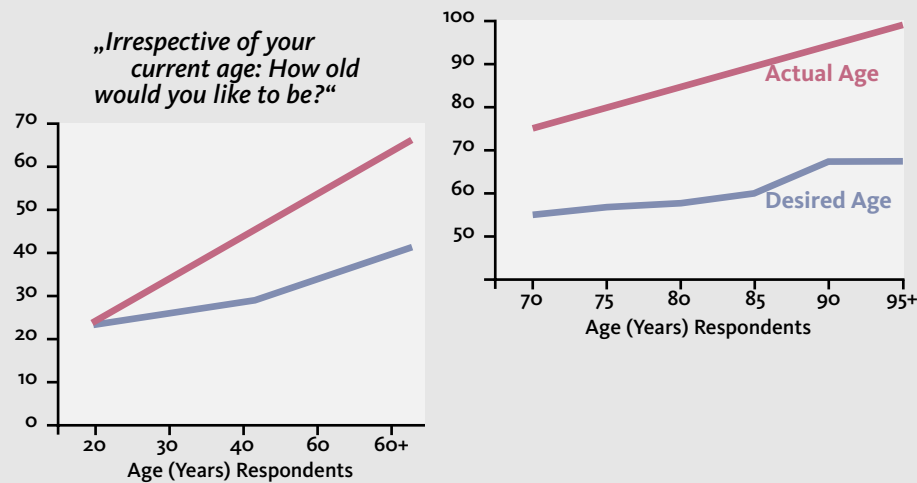 „Irrespective of your
current age: How old
would you like to be?“
70
60
50
40
30
20
10
0
20 30 40 60 60+
Age (Years) Respondents
100
90
80
70
60
50
Actual Age
Desired Age
70 75 80 85 90 95+
Age (Years) Respondents